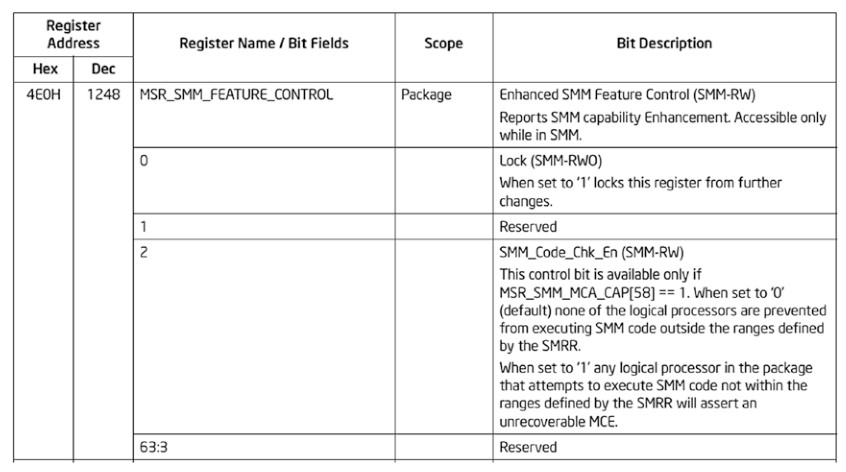 Register Address
Register Name / Bit Fields
Scope
Bit Description
Hex
Dec
4E0H
1248
MSR_SMM_FEATURE_CONTROL
Package
Enhanced SMM Feature Control (SMM-RW)
Reports SMM capability Enhancement. Accessible only
while in SMM.
0
Lock (SMM-RWO)
When set to '1' locks this register from further
changes.
1
Reserved
2
SMM_Code_Chk_En (SMM-RW)
This control bit is available only if
MSR_SMM_MCA_CAP[58] == 1. When set to '0'
(default) none of the logical processors are prevented
from executing SMM code outside the ranges defined
by the SMRR.
When set to '1' any logical processor in the package
that attempts to execute SMM code not within the
ranges defined by the SMRR will assert an
unrecoverable MCE.
63:3
Reserved